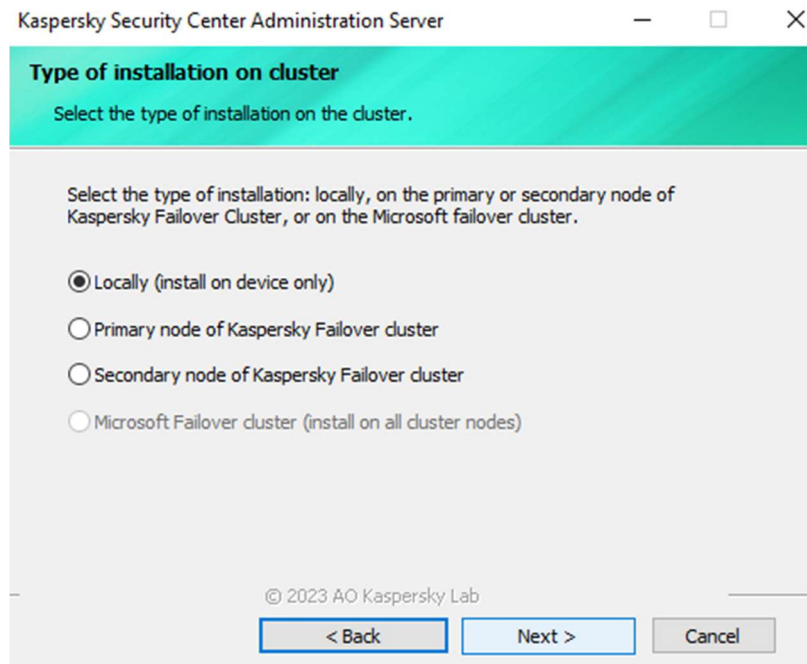 Kaspersky Security Center Administration Server
Type of installation on cluster
Select the type of installation on the cluster.
Select the type of installation: locally, on the primary or secondary node of
Kaspersky Failover Cluster, or on the Microsoft failover cluster.
Locally (install on device only)
Primary node of Kaspersky Failover cluster
Secondary node of Kaspersky Failover cluster
Microsoft Failover cluster (install on all cluster nodes)
© 2023 AO Kaspersky Lab
< Back Next > Cancel